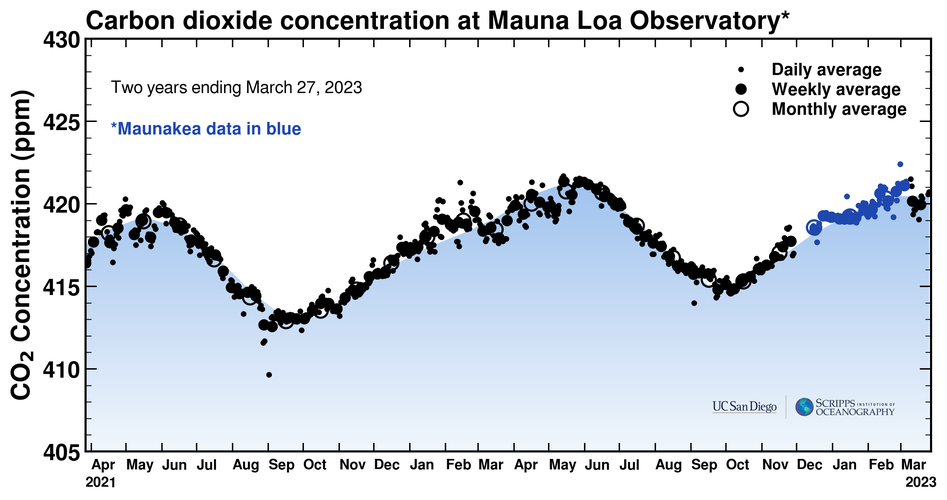 Carbon dioxide concentration at Mauna Loa Observatory*
430
425
420
415
410
405
CO₂ Concentration (ppm)
Two years ending March 27, 2023
*Maunakea data in blue
Daily average
Weekly average
Monthly average
UC San Diego
SCRIPPS INSTITUTION OF
OCEANOGRAPHY
Apr May Jun Jul Aug Sep Oct Nov Dec Jan Feb Mar Apr May Jun Jul Aug Sep Oct Nov Dec Jan Feb Mar
2021 2023